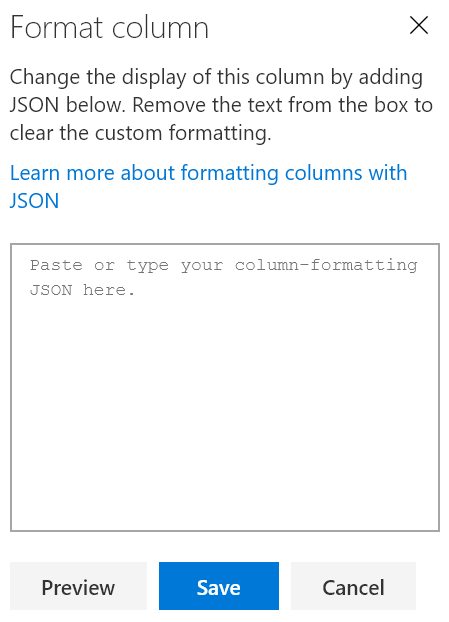 Format column
Change the display of this column by adding
JSON below. Remove the text from the box to
clear the custom formatting.
Learn more about formatting columns with
JSON
Paste or type your column-formatting
JSON here.
Preview
Save
Cancel